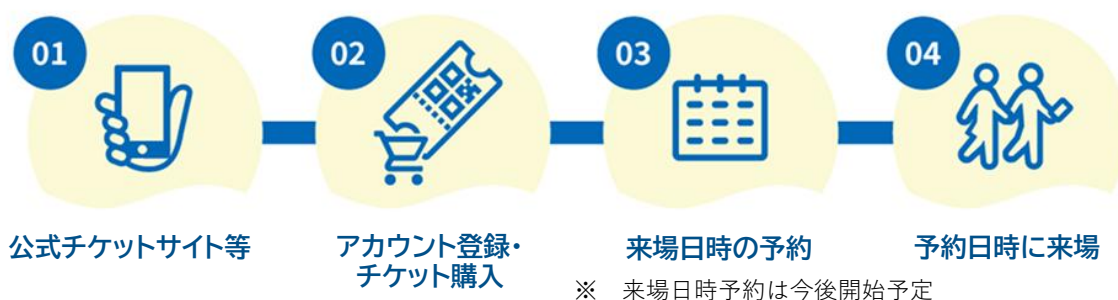 01
02
03
04
公式チケットサイト等
アカウント登録・
チケット購入
来場日時の予約
※ 来場日時予約は今後開始予定
予約日時に来場